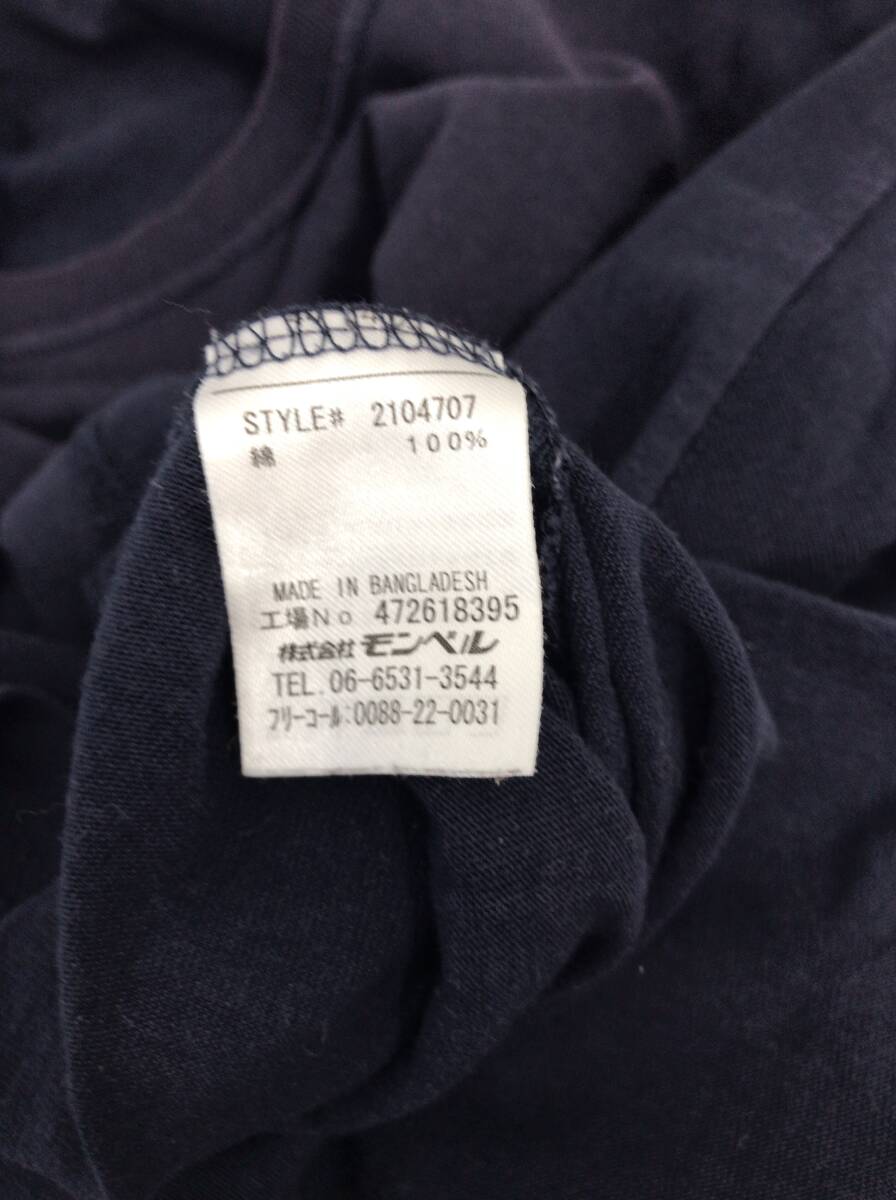 STYLE# 2104707
綿 100%
MADE IN BANGLADESH
工場No 472618395
株式会社 モンベル
TEL.06-6531-3544
フリーコール:0088-22-0031